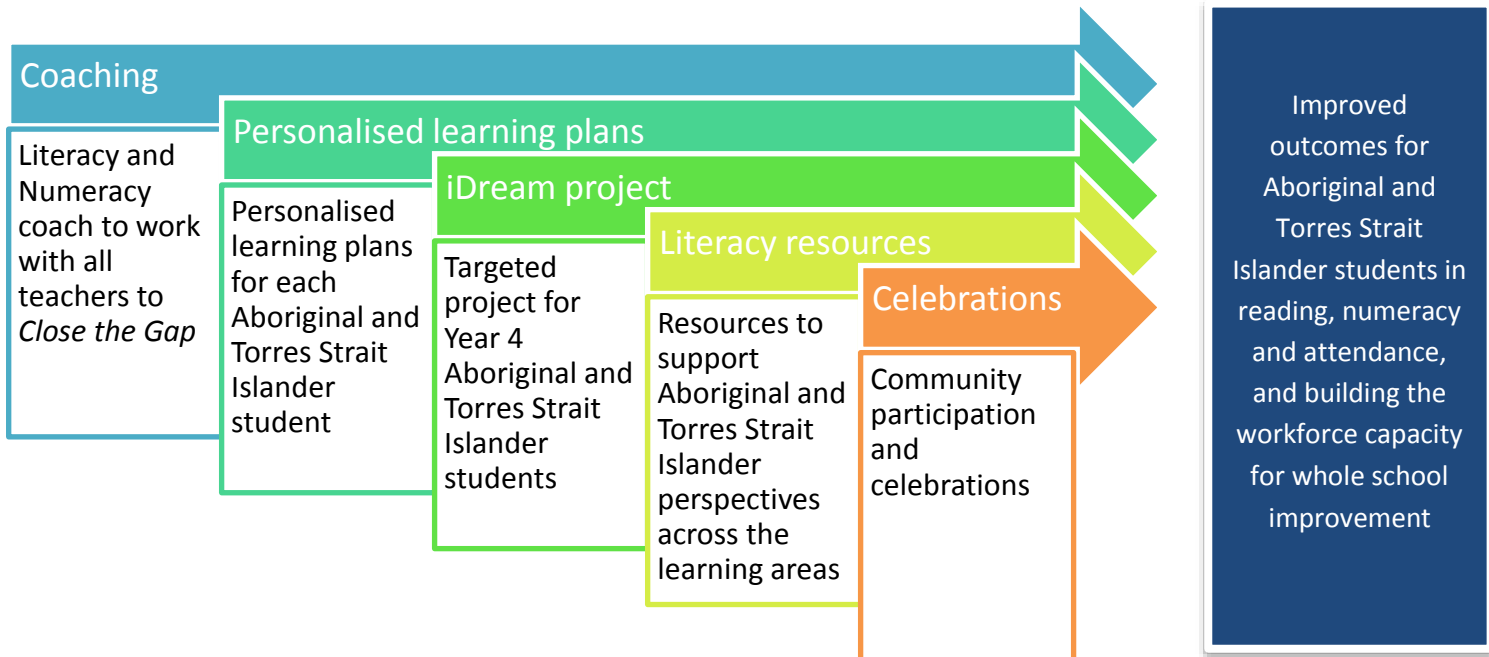 Coaching
Literacy and
Numeracy
coach to work
with all
teachers to
Close the Gap
Personalised learning plans
Personalised
learning plans
for each
Aboriginal and
Torres Strait
Islander
student
iDream project
Targeted
project for
Year 4
Aboriginal and
Torres Strait
Islander
students
Literacy resources
Resources to
support
Aboriginal and
Torres Strait
Islander
perspectives
across the
learning areas
Celebrations
Community
participation
and
celebrations
Improved
outcomes for
Aboriginal and
Torres Strait
Islander students in
reading, numeracy
and attendance,
and building the
workforce capacity
for whole school
improvement